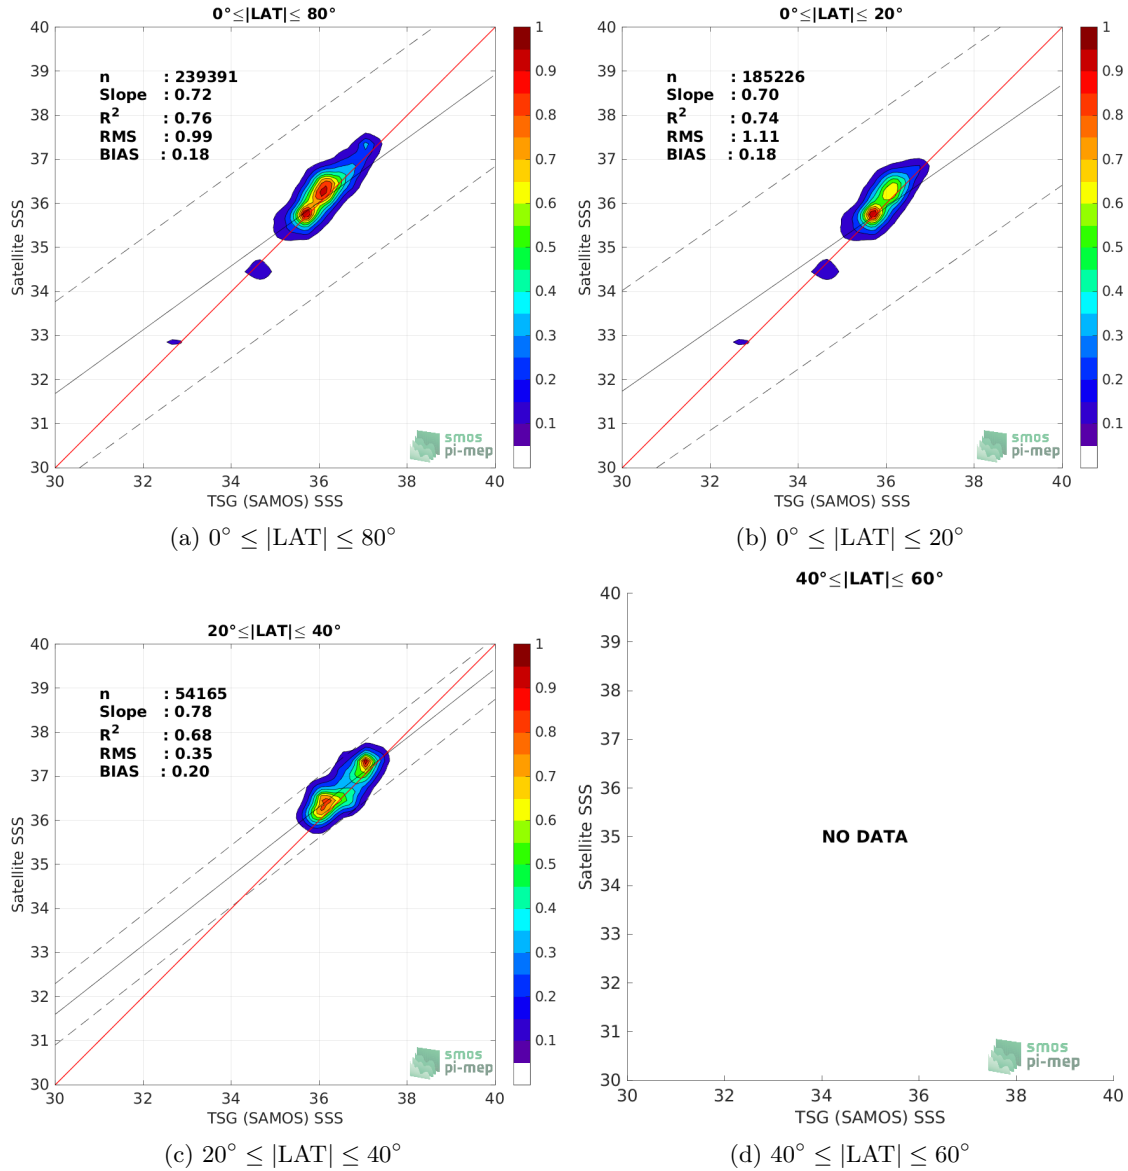 0°≤|LAT|≤ 80°
40
39
38
37
36
35
34
33
32
31
30
Satellite SSS
n : 239391
Slope : 0.72
R² : 0.76
RMS : 0.99
BIAS : 0.18
1
0.9
0.8
0.7
0.6
0.5
0.4
0.3
0.2
0.1
smos
pi-mep
30 32 34 36 38 40
TSG (SAMOS) SSS
(a) 0° ≤ |LAT| ≤ 80°
0°≤|LAT|≤ 20°
40
39
38
37
36
35
34
33
32
31
30
Satellite SSS
n : 185226
Slope : 0.70
R² : 0.74
RMS : 1.11
BIAS : 0.18
1
0.9
0.8
0.7
0.6
0.5
0.4
0.3
0.2
0.1
smos
pi-mep
30 32 34 36 38 40
TSG (SAMOS) SSS
(b) 0° ≤ |LAT| ≤ 20°
20°≤|LAT|≤ 40°
40
39
38
37
36
35
34
33
32
31
30
Satellite SSS
n : 54165
Slope : 0.78
R² : 0.68
RMS : 0.35
BIAS : 0.20
1
0.9
0.8
0.7
0.6
0.5
0.4
0.3
0.2
0.1
smos
pi-mep
30 32 34 36 38 40
TSG (SAMOS) SSS
(c) 20° ≤ |LAT| ≤ 40°
40°≤|LAT|≤ 60°
40
39
38
37
36
35
34
33
32
31
30
Satellite SSS
NO DATA
smos
pi-mep
30 32 34 36 38 40
TSG (SAMOS) SSS
(d) 40° ≤ |LAT| ≤ 60°